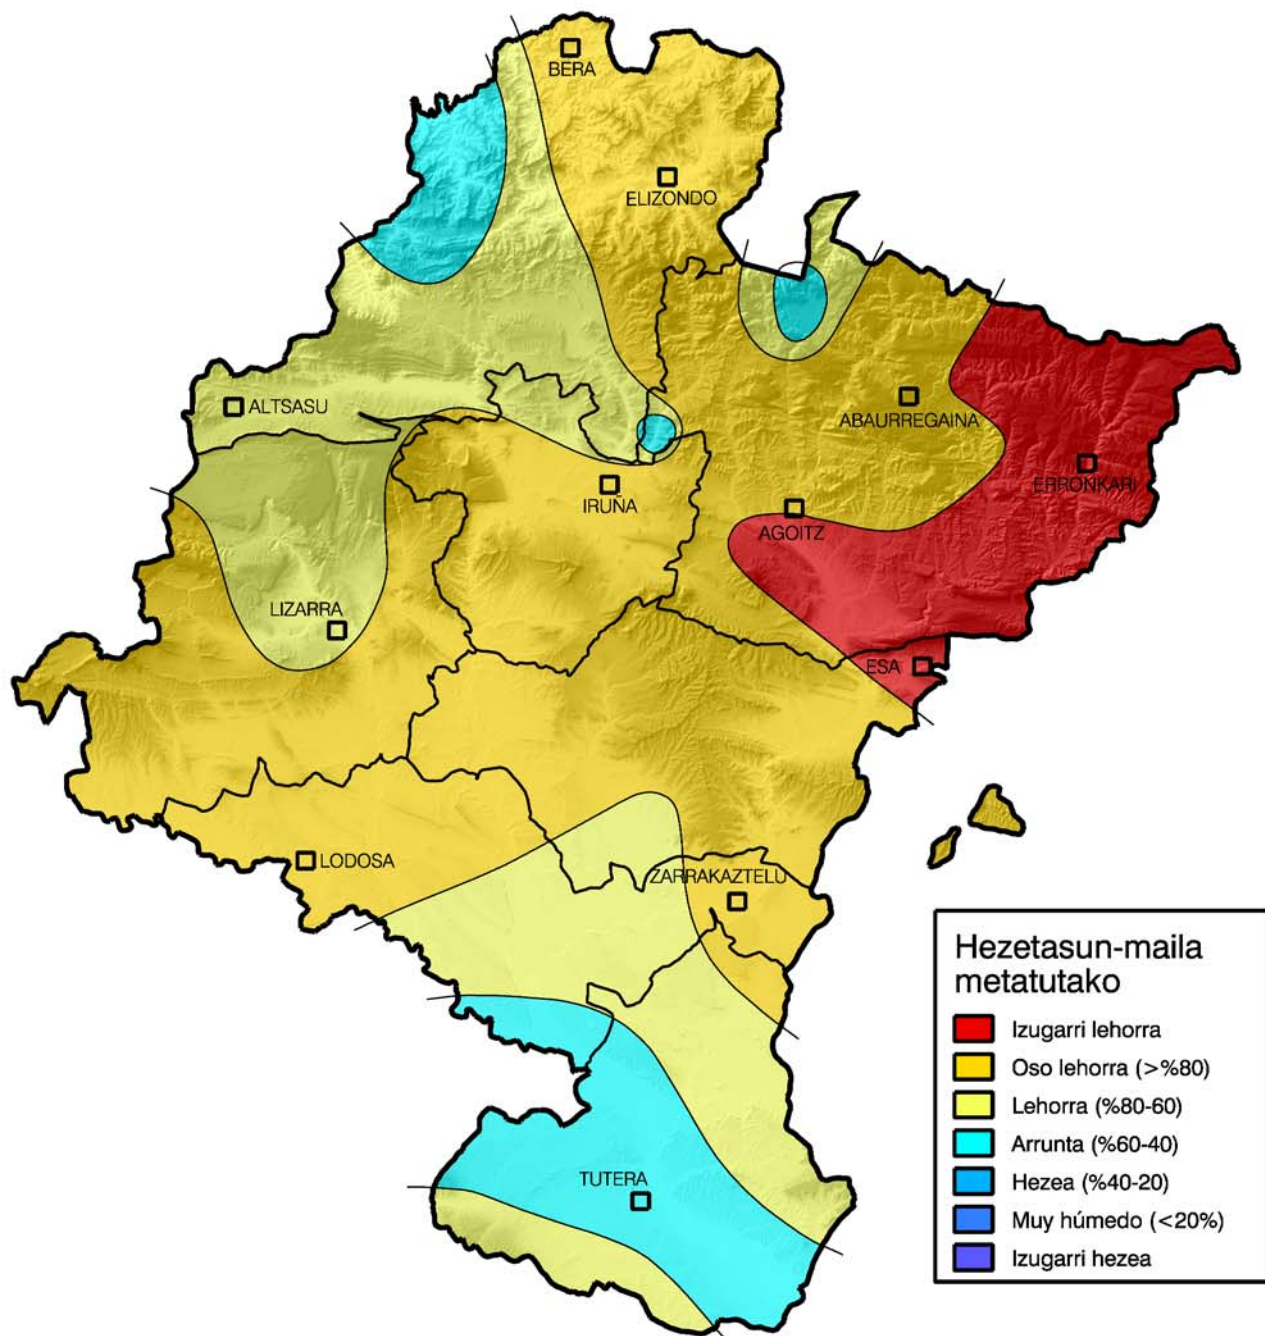 BERA
ELIZONDO
ALTSASU
ABAURREGAINA
ERRONKARI
IRUÑA
AGOITZ
LIZARRA
ESA
LODOSA
ZARRAKAZTELU
TUTERA
Hezetasun-maila
metatutako
Izugarri lehorra
Oso lehorra (>%80)
Lehorra (%80-60)
Arrunta (%60-40)
Hezea (%40-20)
Muy húmedo (<20%)
Izugarri hezea